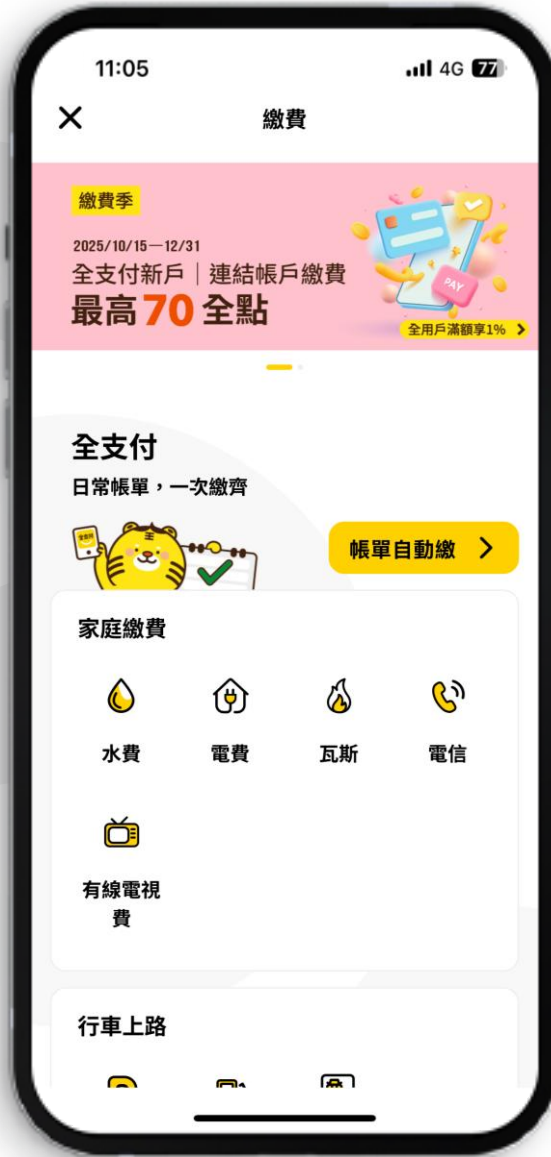 11:05
4G 77
繳費
繳費季
2025/10/15—12/31
全支付新戶｜連結帳戶繳費
最高70全點
PAY
全用戶滿額享1%
全支付
日常帳單，一次繳齊
王
全支付
帳單自動繳
家庭繳費
水費 電費 瓦斯 電信
有線電視
費
行車上路